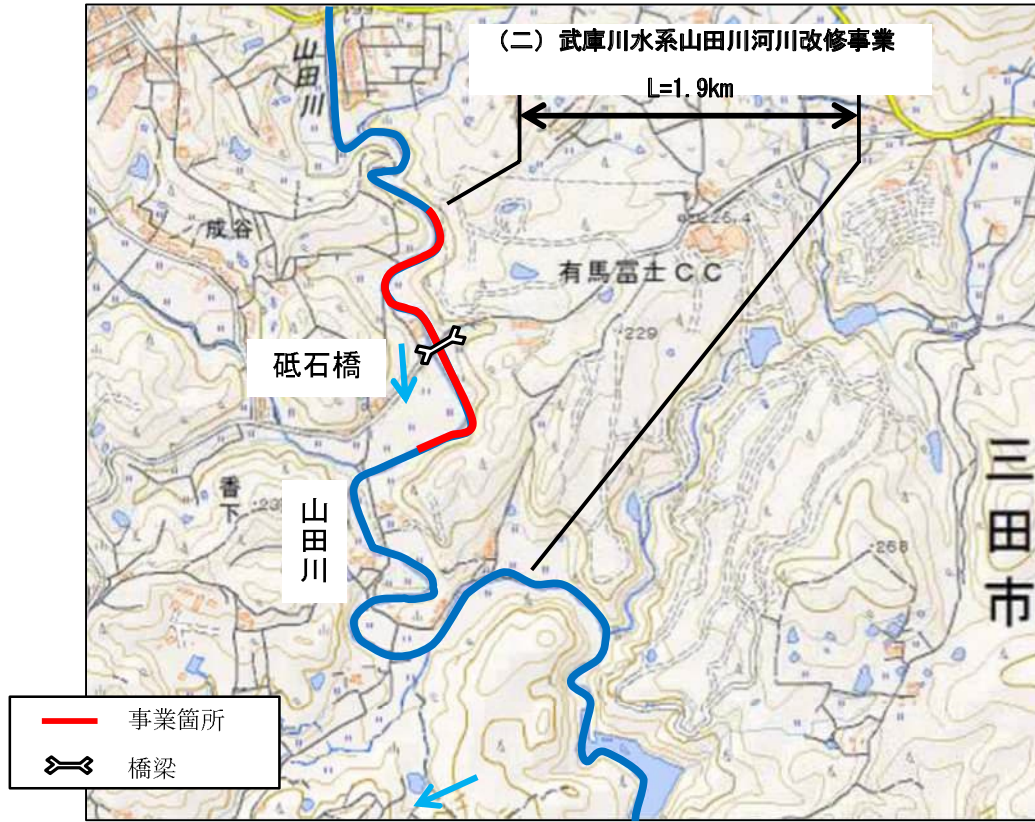 (二) 武庫川水系山田川河川改修事業
L=1.9km
山田川
成谷
226.4
有馬富士CC
229
砥石橋
三田市
香下
山田川
268
事業箇所
橋梁